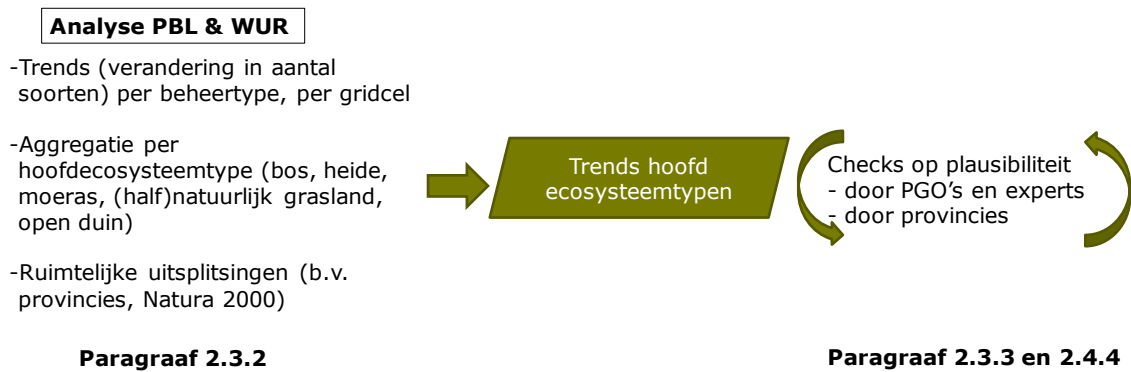 Analyse PBL & WUR
-Trends (verandering in aantal
soorten) per beheertype, per gridcel
-Aggregatie per
hoofdecosysteemtype (bos, heide,
moeras, (half)natuurlijk grasland,
open duin)
-Ruimtelijke uitsplitsingen (b.v.
provincies, Natura 2000)
Paragraaf 2.3.2
Trends hoofd
ecosysteemtypen
Checks op plausibiliteit
- door PGO's en experts
- door provincies
Paragraaf 2.3.3 en 2.4.4